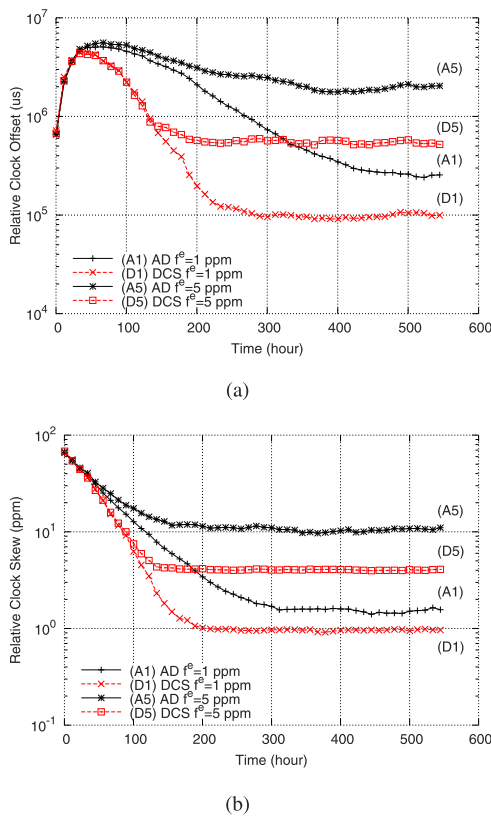 10^7
10^6
10^5
10^4
Relative Clock Offset (us)
(A5)
(D5)
(A1)
(D1)
(A1) AD f^e=1 ppm
(D1) DCS f^e=1 ppm
(A5) AD f^e=5 ppm
(D5) DCS f^e=5 ppm
0 100 200 300 400 500 600
Time (hour)
(a)
10^2
10^1
10^0
10^-1
Relative Clock Skew (ppm)
(A5)
(D5)
(A1)
(D1)
(A1) AD f^e=1 ppm
(D1) DCS f^e=1 ppm
(A5) AD f^e=5 ppm
(D5) DCS f^e=5 ppm
0 100 200 300 400 500 600
Time (hour)
(b)